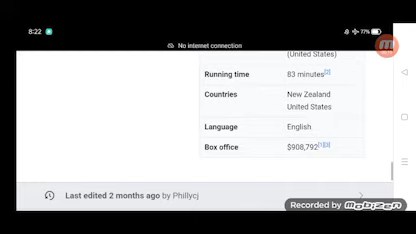 8:22
77%
No internet connection
(United States)
Running time 83 minutes[2]
Countries New Zealand
United States
Language English
Box office $908,792[1][3]
Last edited 2 months ago by Phillycj
Recorded by Mobizen